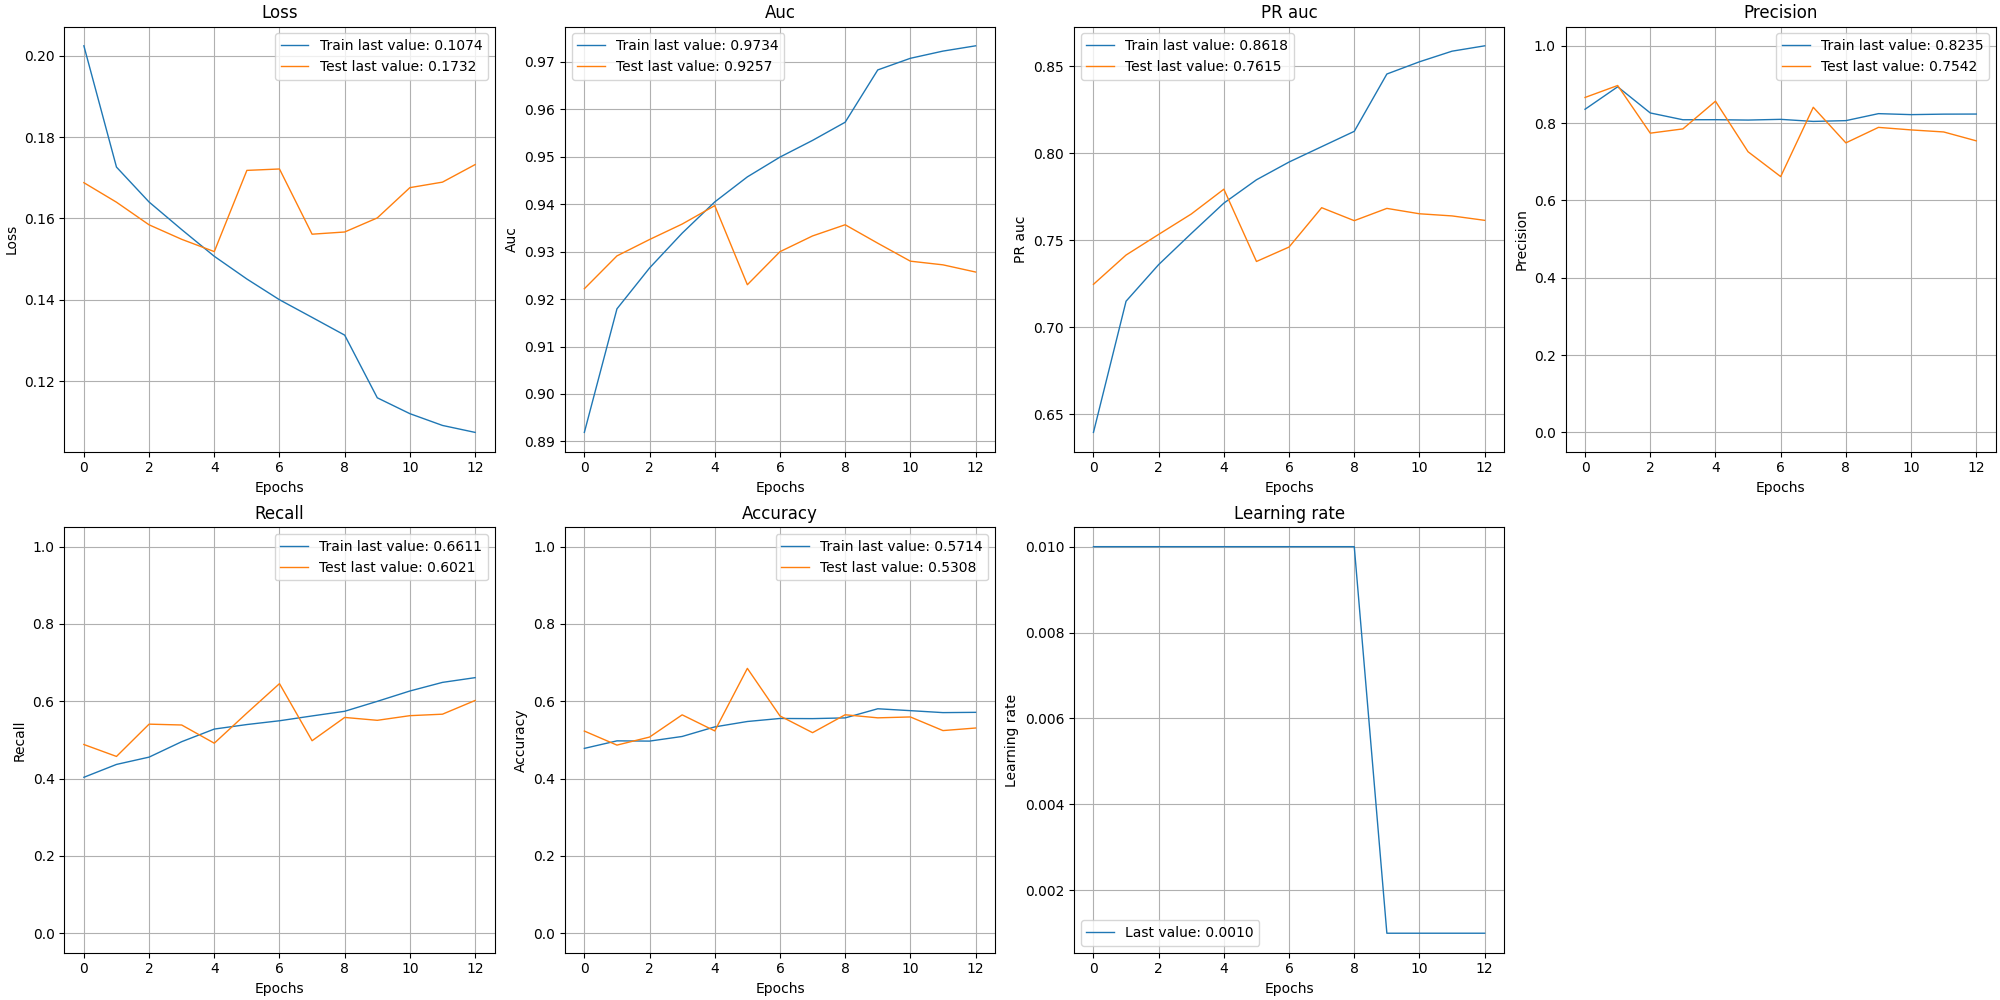 Loss
Train last value: 0.1074
Test last value: 0.1732
0.20
0.18
0.16
0.14
0.12
Loss
0 2 4 6 8 10 12
Epochs
Auc
Train last value: 0.9734
Test last value: 0.9257
0.97
0.96
0.95
0.94
0.93
0.92
0.91
0.90
0.89
Auc
0 2 4 6 8 10 12
Epochs
PR auc
Train last value: 0.8618
Test last value: 0.7615
0.85
0.80
0.75
0.70
0.65
PR auc
0 2 4 6 8 10 12
Epochs
Precision
Train last value: 0.8235
Test last value: 0.7542
1.0
0.8
0.6
0.4
0.2
0.0
Precision
0 2 4 6 8 10 12
Epochs
Recall
Train last value: 0.6611
Test last value: 0.6021
1.0
0.8
0.6
0.4
0.2
0.0
Recall
0 2 4 6 8 10 12
Epochs
Accuracy
Train last value: 0.5714
Test last value: 0.5308
1.0
0.8
0.6
0.4
0.2
0.0
Accuracy
0 2 4 6 8 10 12
Epochs
Learning rate
0.010
0.008
0.006
0.004
0.002
Learning rate
Last value: 0.0010
0 2 4 6 8 10 12
Epochs